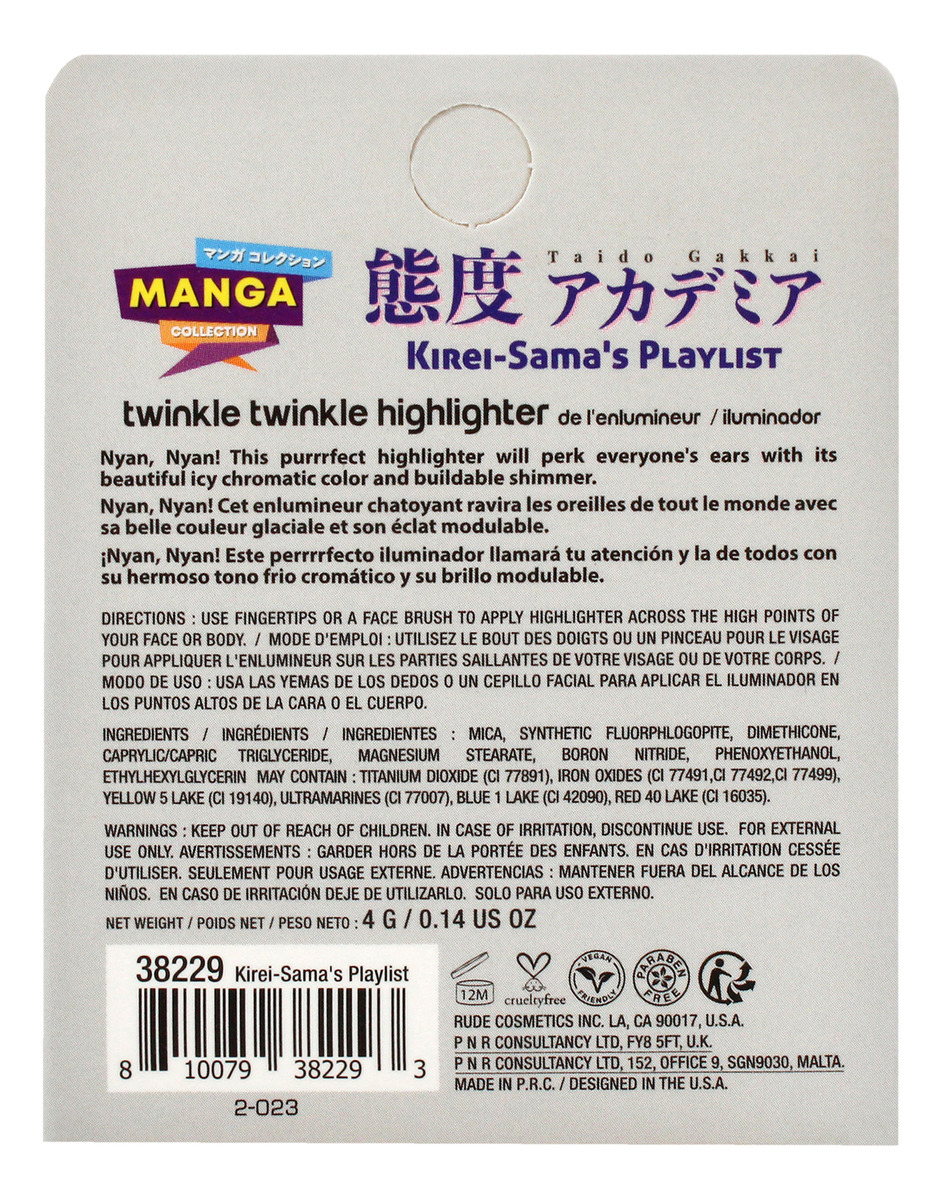 マンガ コレクション
MANGA
COLLECTION
Taido Gakkai
態度 アカデミア
Kirei-Sama's Playlist
twinkle twinkle highlighter de l'enlumineur / iluminador
Nyan, Nyan! This purrrfect highlighter will perk everyone's ears with its
beautiful icy chromatic color and buildable shimmer.
Nyan, Nyan! Cet enlumineur chatoyant ravira les oreilles de tout le monde avec
sa belle couleur glaciale et son éclat modulable.
¡Nyan, Nyan! Este perrrrfecto iluminador llamará tu atención y la de todos con
su hermoso tono frio cromático y su brillo modulable.
DIRECTIONS : USE FINGERTIPS OR A FACE BRUSH TO APPLY HIGHLIGHTER ACROSS THE HIGH POINTS OF
YOUR FACE OR BODY. / MODE D'EMPLOI : UTILISEZ LE BOUT DES DOIGTS OU UN PINCEAU POUR LE VISAGE
POUR APPLIQUER L'ENLUMINEUR SUR LES PARTIES SAILLANTES DE VOTRE VISAGE OU DE VOTRE CORPS. /
MODO DE USO : USA LAS YEMAS DE LOS DEDOS O UN CEPILLO FACIAL PARA APLICAR EL ILUMINADOR EN
LOS PUNTOS ALTOS DE LA CARA O EL CUERPO.
INGREDIENTS / INGRÉDIENTS / INGREDIENTES : MICA, SYNTHETIC FLUORPHLOGOPITE, DIMETHICONE,
CAPRYLIC/CAPRIC TRIGLYCERIDE, MAGNESIUM STEARATE, BORON NITRIDE, PHENOXYETHANOL,
ETHYLHEXYLGLYCERIN MAY CONTAIN : TITANIUM DIOXIDE (CI 77891), IRON OXIDES (CI 77491,CI 77492,CI 77499),
YELLOW 5 LAKE (CI 19140), ULTRAMARINES (CI 77007), BLUE 1 LAKE (CI 42090), RED 40 LAKE (CI 16035).
WARNINGS : KEEP OUT OF REACH OF CHILDREN. IN CASE OF IRRITATION, DISCONTINUE USE. FOR EXTERNAL
USE ONLY. AVERTISSEMENTS : GARDER HORS DE LA PORTÉE DES ENFANTS. EN CAS D'IRRITATION CESSÉE
D'UTILISER. SEULEMENT POUR USAGE EXTERNE. ADVERTENCIAS : MANTENER FUERA DEL ALCANCE DE LOS
NIÑOS. EN CASO DE IRRITACIÓN DEJE DE UTILIZARLO. SOLO PARA USO EXTERNO.
NET WEIGHT / POIDS NET / PESO NETO : 4 G / 0.14 US OZ
38229 Kirei-Sama's Playlist
8 10079 38229 3
2-023
12M
crueltyfree
VEGAN
FRIENDLY
PARABEN
FREE
RUDE COSMETICS INC. LA, CA 90017, U.S.A.
P N R CONSULTANCY LTD, FY8 5FT, U.K.
P N R CONSULTANCY LTD, 152, OFFICE 9, SGN9030, MALTA.
MADE IN P.R.C. / DESIGNED IN THE U.S.A.